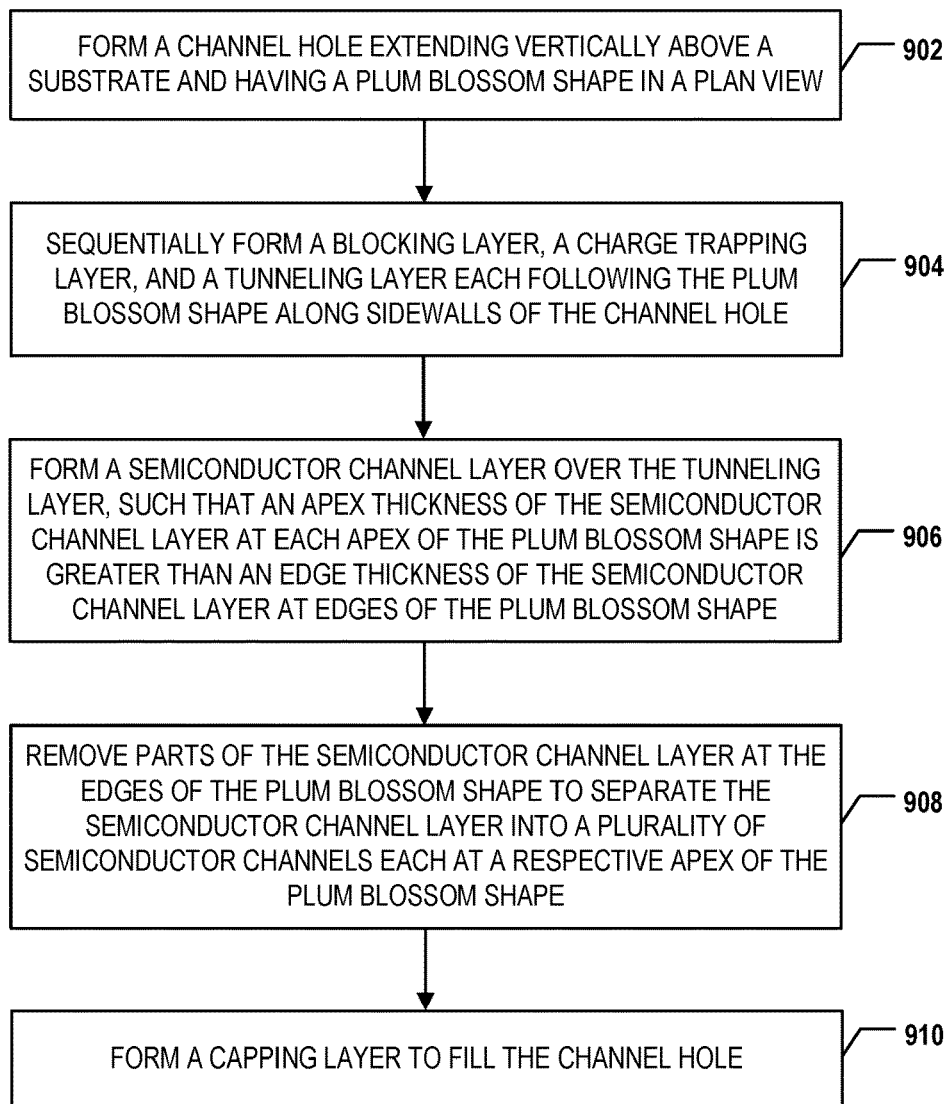 FORM A CHANNEL HOLE EXTENDING VERTICALLY ABOVE A
SUBSTRATE AND HAVING A PLUM BLOSSOM SHAPE IN A PLAN VIEW
902
SEQUENTIALLY FORM A BLOCKING LAYER, A CHARGE TRAPPING
LAYER, AND A TUNNELING LAYER EACH FOLLOWING THE PLUM
BLOSSOM SHAPE ALONG SIDEWALLS OF THE CHANNEL HOLE
904
FORM A SEMICONDUCTOR CHANNEL LAYER OVER THE TUNNELING
LAYER, SUCH THAT AN APEX THICKNESS OF THE SEMICONDUCTOR
CHANNEL LAYER AT EACH APEX OF THE PLUM BLOSSOM SHAPE IS
GREATER THAN AN EDGE THICKNESS OF THE SEMICONDUCTOR
CHANNEL LAYER AT EDGES OF THE PLUM BLOSSOM SHAPE
906
REMOVE PARTS OF THE SEMICONDUCTOR CHANNEL LAYER AT THE
EDGES OF THE PLUM BLOSSOM SHAPE TO SEPARATE THE
SEMICONDUCTOR CHANNEL LAYER INTO A PLURALITY OF
SEMICONDUCTOR CHANNELS EACH AT A RESPECTIVE APEX OF THE
PLUM BLOSSOM SHAPE
908
FORM A CAPPING LAYER TO FILL THE CHANNEL HOLE
910